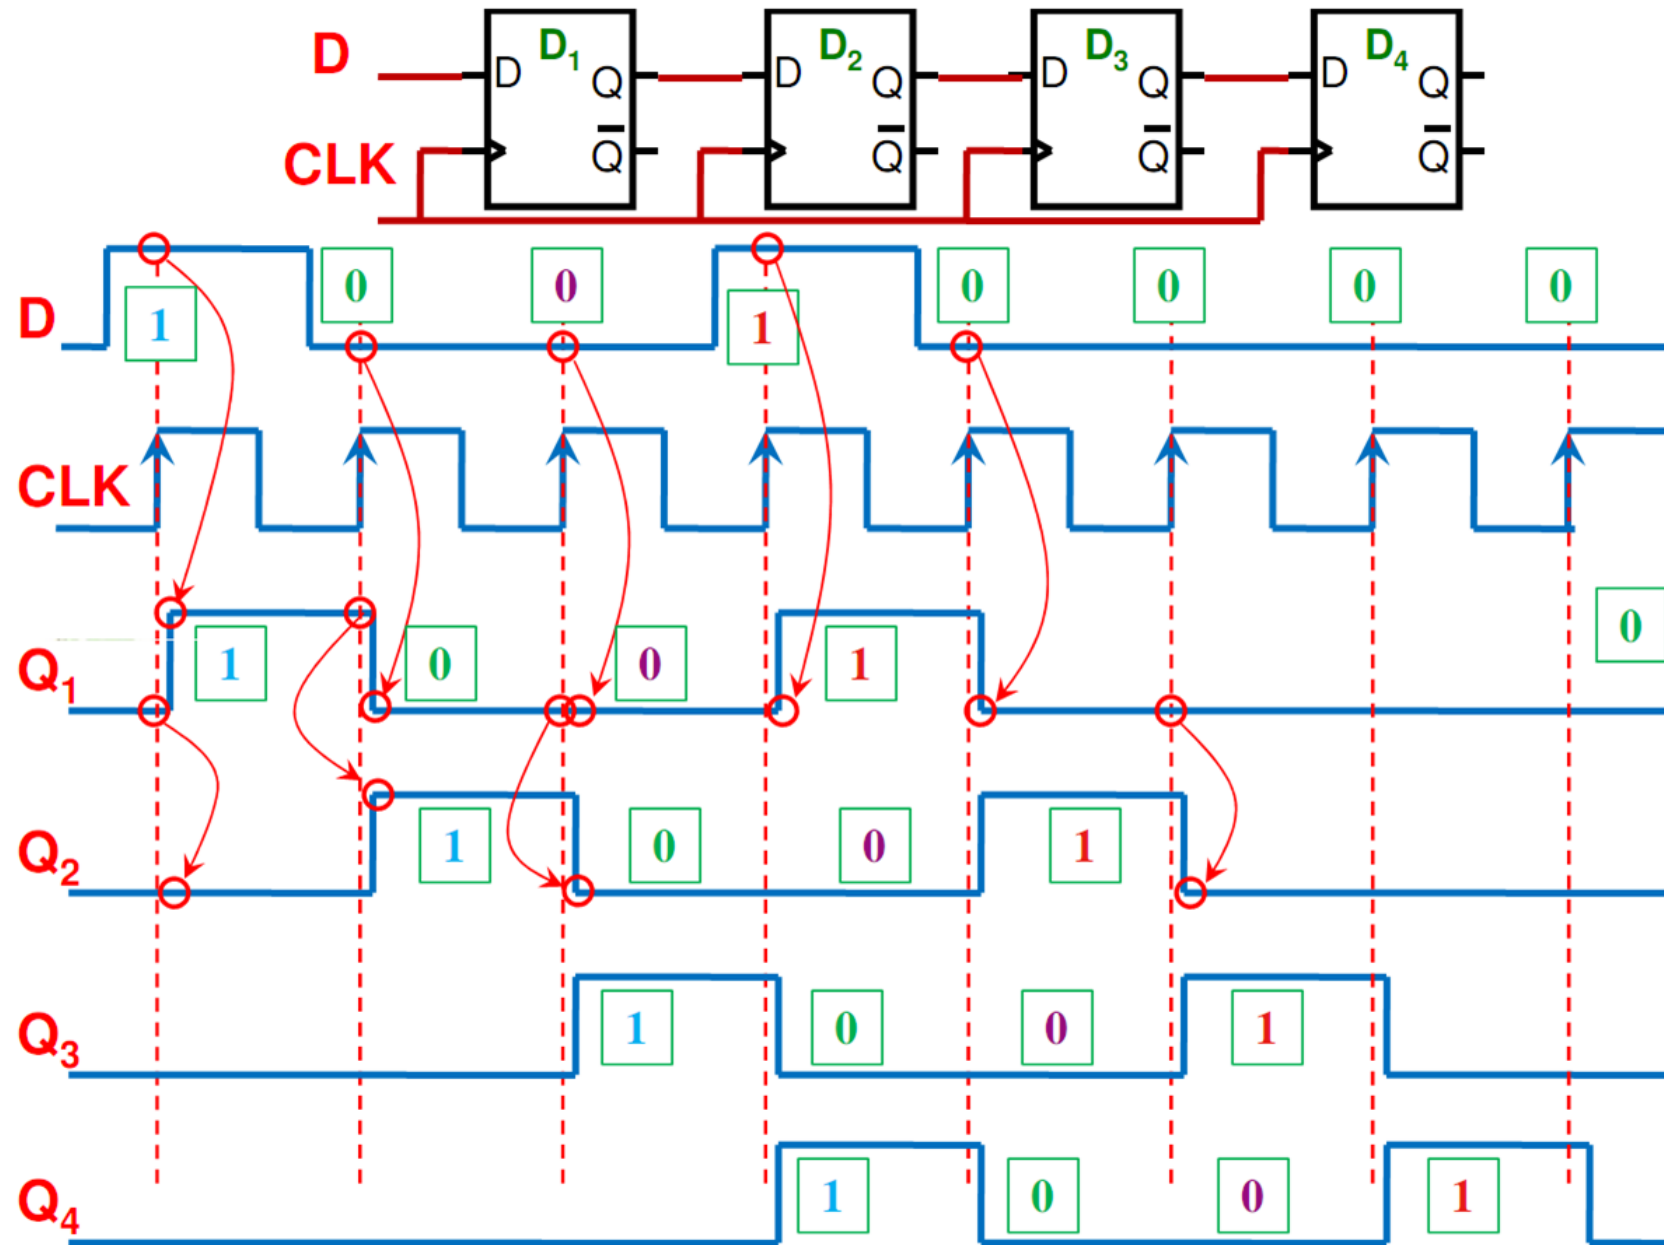 D
CLK
D1 D2 D3 D4
D Q D Q D Q D Q
Q Q Q Q
D
1 0 0 1 0 0 0 0
CLK
Q1
1 0 0 1 0
Q2
1 0 0 1
Q3
1 0 0 1
Q4
1 0 0 1